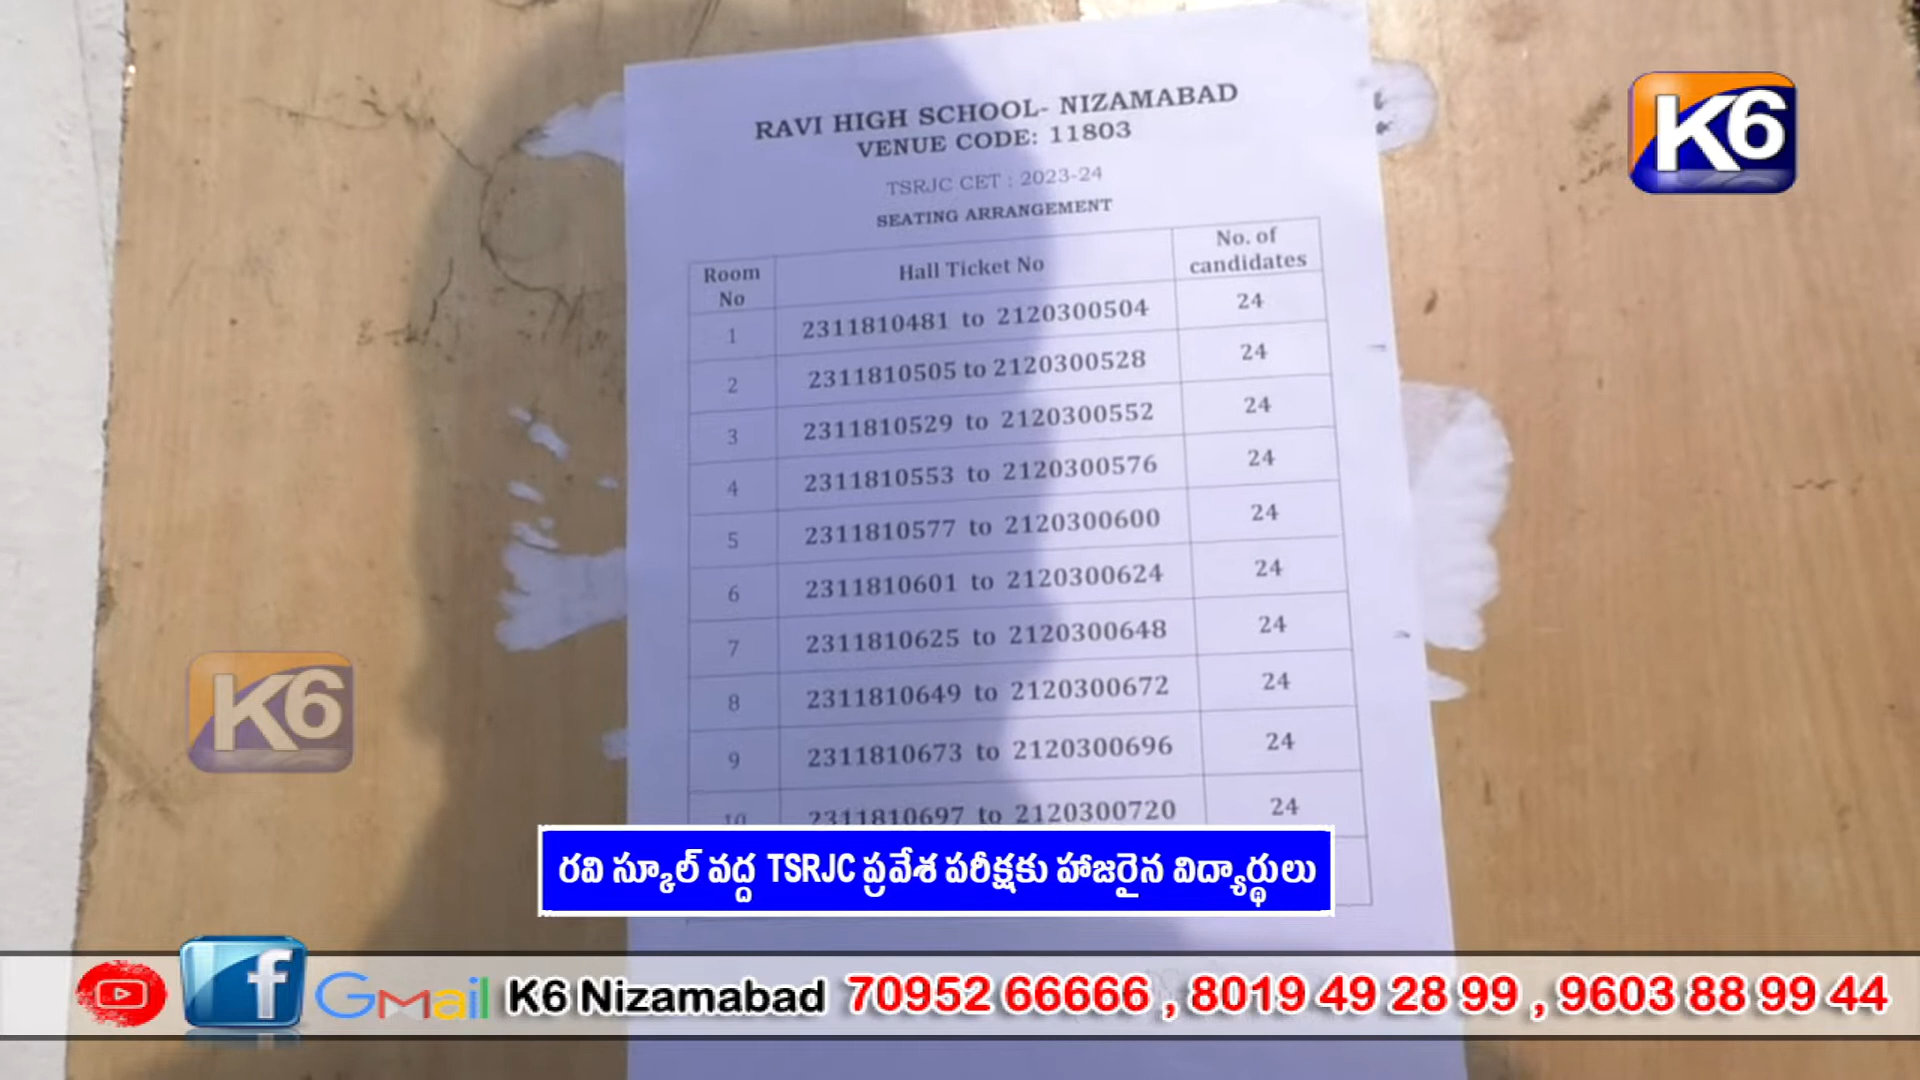 RAVI HIGH SCHOOL- NIZAMABAD
VENUE CODE: 11803
TSRJC CET : 2023-24
SEATING ARRANGEMENT
Room No Hall Ticket No No. of candidates
1 2311810481 to 2120300504 24
2 2311810505 to 2120300528 24
3 2311810529 to 2120300552 24
4 2311810553 to 2120300576 24
5 2311810577 to 2120300600 24
6 2311810601 to 2120300624 24
7 2311810625 to 2120300648 24
8 2311810649 to 2120300672 24
9 2311810673 to 2120300696 24
10 2311810697 to 2120300720 24
K6
K6
రవి స్కూల్ వద్ద TSRJC ప్రవేశ పరీక్షకు హాజరైన విద్యార్థులు
f Gmail K6 Nizamabad 70952 66666 , 8019 49 28 99 , 9603 88 99 44